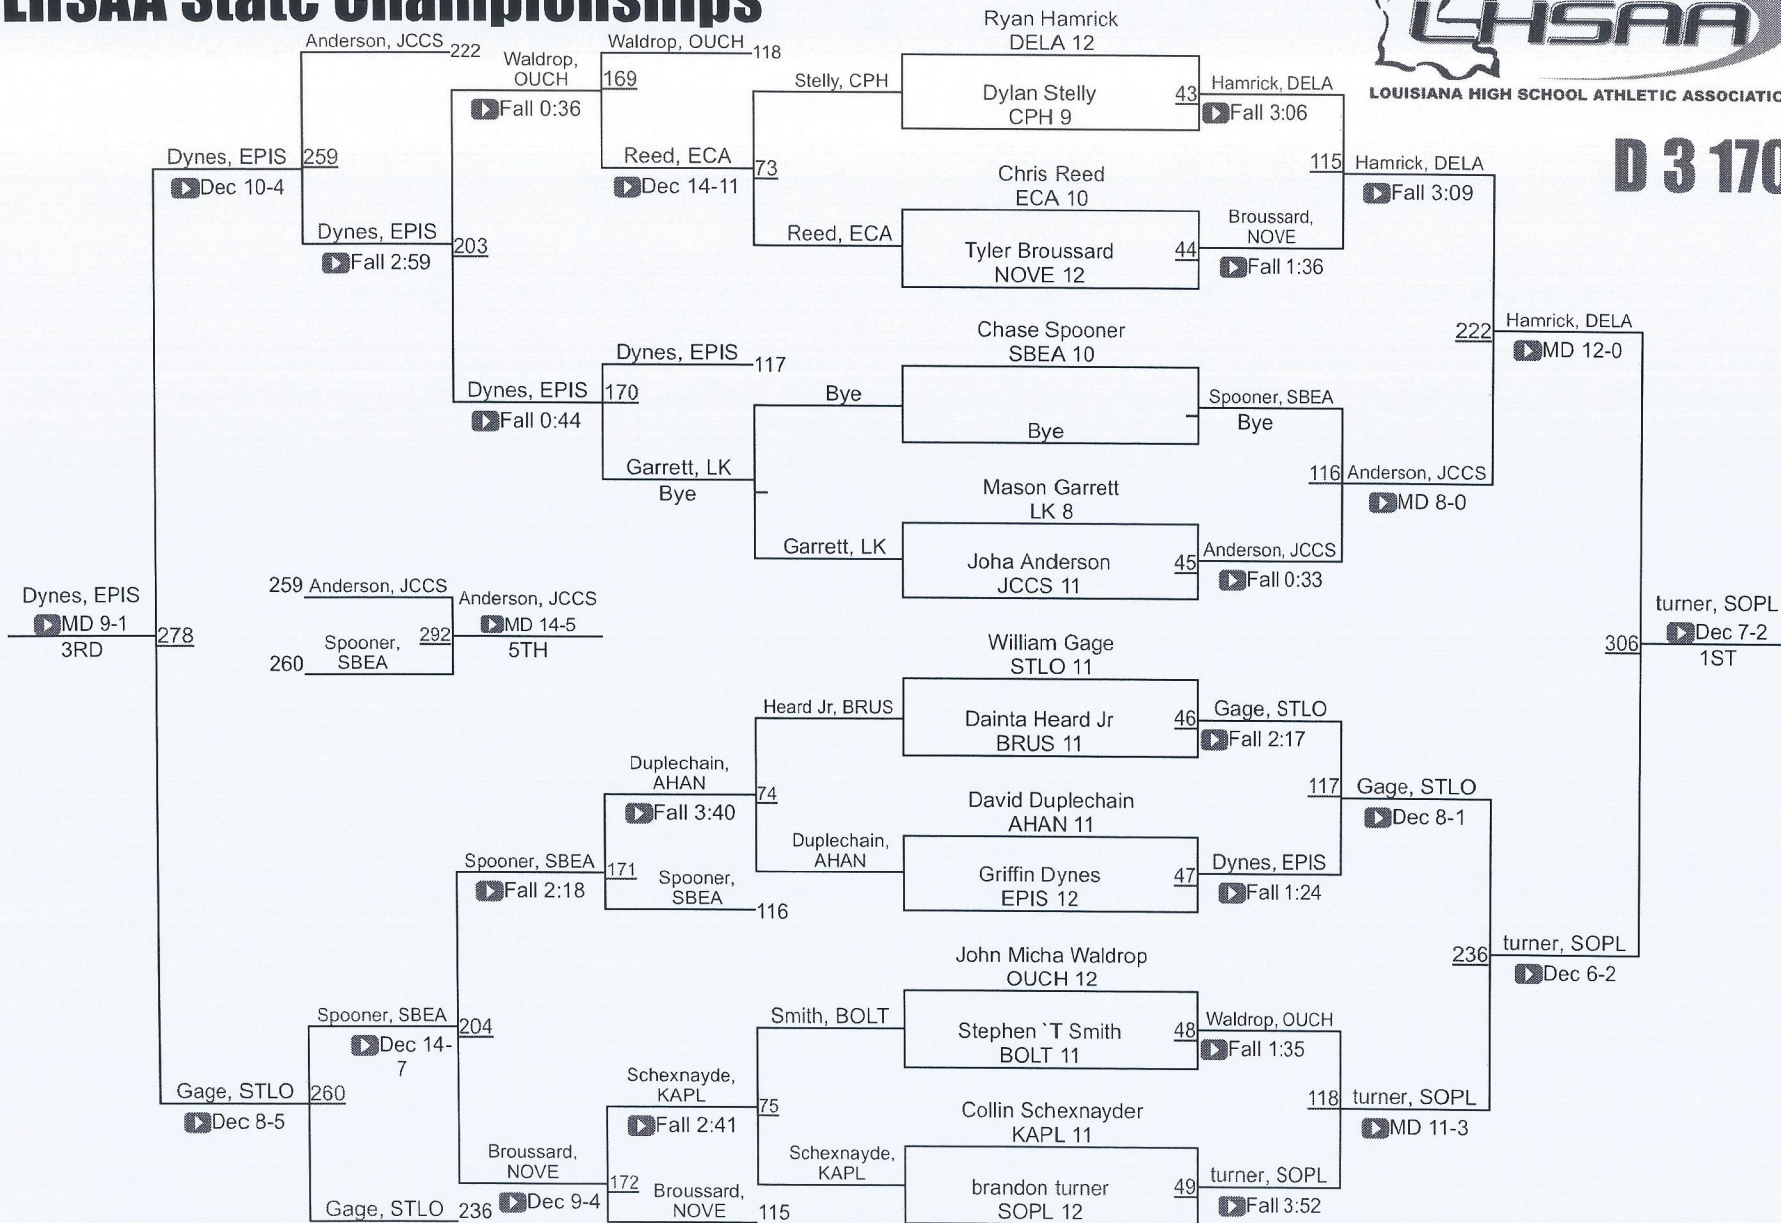 LHSAA State Championships
LHSAA
LOUISIANA HIGH SCHOOL ATHLETIC ASSOCIATIO
D 3 170
Anderson, JCCS
222
Dynes, EPIS
259
Dec 10-4
Dynes, EPIS
203
Fall 2:59
Waldrop,
OUCH
169
Fall 0:36
Waldrop, OUCH
118
Reed, ECA
73
Dec 14-11
Dynes, EPIS
170
Fall 0:44
Dynes, EPIS
117
Garrett, LK
Bye
Stelly, CPH
Reed, ECA
Bye
Garrett, LK
Ryan Hamrick
DELA 12
Dylan Stelly
CPH 9
43
Hamrick, DELA
Fall 3:06
Chris Reed
ECA 10
Tyler Broussard
NOVE 12
44
Broussard,
NOVE
Fall 1:36
115
Hamrick, DELA
Fall 3:09
Chase Spooner
SBEA 10
Bye
Spooner, SBEA
Bye
Mason Garrett
LK 8
Joha Anderson
JCCS 11
45
Anderson, JCCS
Fall 0:33
116
Anderson, JCCS
MD 8-0
222
Hamrick, DELA
MD 12-0
Dynes, EPIS
MD 9-1
3RD
278
259
Anderson, JCCS
260
Spooner,
SBEA
292
Anderson, JCCS
MD 14-5
5TH
306
turner, SOPL
Dec 7-2
1ST
William Gage
STLO 11
Dainta Heard Jr
BRUS 11
46
Gage, STLO
Fall 2:17
Heard Jr, BRUS
Duplechain,
AHAN
74
Fall 3:40
Duplechain,
AHAN
David Duplechain
AHAN 11
Griffin Dynes
EPIS 12
47
Dynes, EPIS
Fall 1:24
117
Gage, STLO
Dec 8-1
Spooner, SBEA
171
Fall 2:18
Spooner,
SBEA
116
John Micha Waldrop
OUCH 12
Stephen `T Smith
BOLT 11
48
Waldrop, OUCH
Fall 1:35
236
turner, SOPL
Dec 6-2
Smith, BOLT
Spooner, SBEA
204
Dec 14-
7
Gage, STLO
260
Dec 8-5
Schexnayde,
KAPL
75
Fall 2:41
Schexnayde,
KAPL
Collin Schexnayder
KAPL 11
brandon turner
SOPL 12
49
turner, SOPL
Fall 3:52
118
turner, SOPL
MD 11-3
Broussard,
NOVE
172
Dec 9-4
Broussard,
NOVE
115
Gage, STLO
236